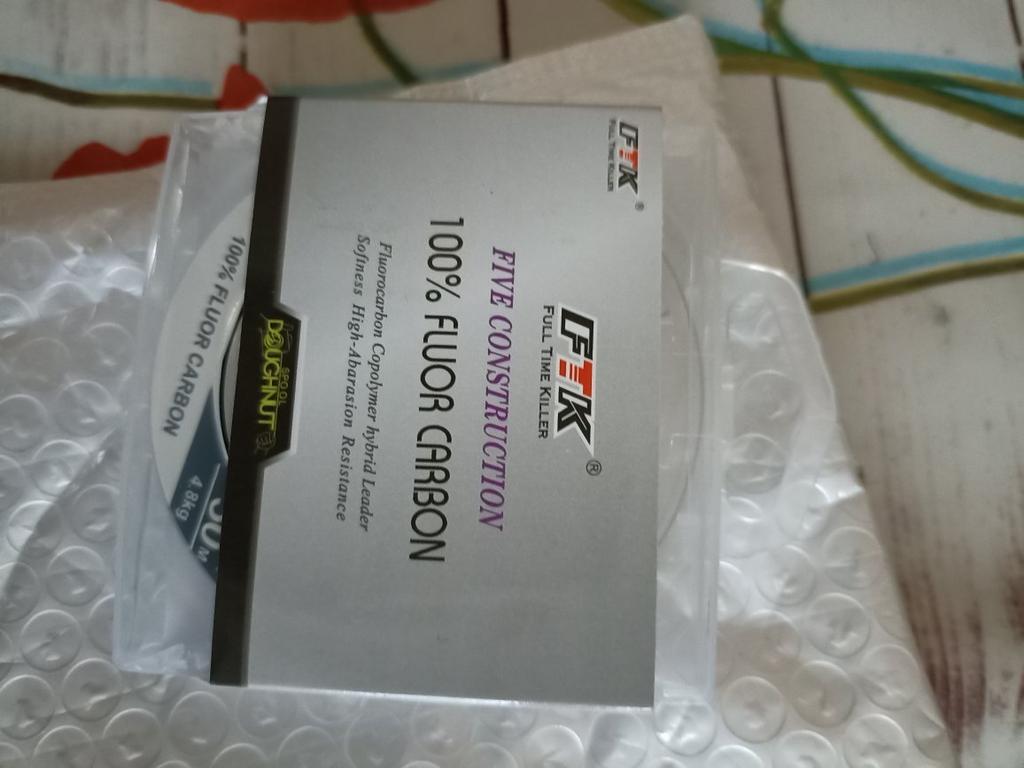 FTK
®
FULL TIME KILLER
FTK
®
FULL TIME KILLER
FIVE CONSTRUCTION
100% FLUOR CARBON
Fluorocarbon Copolymer hybrid Leader
Softness High-Abarasion Resistance
SPOOL
DOUGHNUT
100% FLUOR CARBON
4.8kg